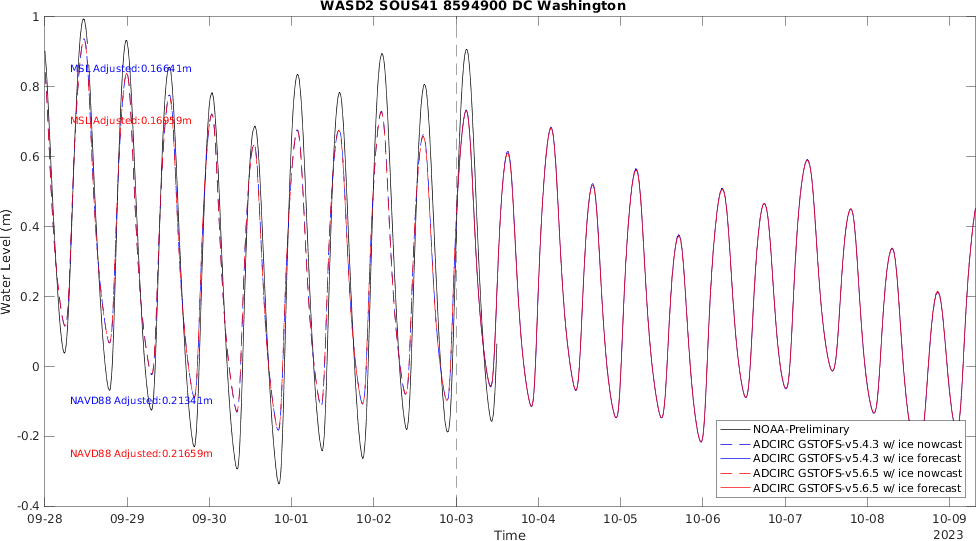 WASD2 SOUS41 8594900 DC Washington
1
0.8
0.6
0.4
0.2
0
-0.2
-0.4
Water Level (m)
MSL Adjusted:0.16641m
MSL Adjusted:0.16959m
NAVD88 Adjusted:0.21341m
NAVD88 Adjusted:0.21659m
NOAA-Preliminary
ADCIRC GSTOFS-v5.4.3 w/ ice nowcast
ADCIRC GSTOFS-v5.4.3 w/ ice forecast
ADCIRC GSTOFS-v5.6.5 w/ ice nowcast
ADCIRC GSTOFS-v5.6.5 w/ ice forecast
09-28 09-29 09-30 10-01 10-02 10-03 10-04 10-05 10-06 10-07 10-08 10-09
2023
Time